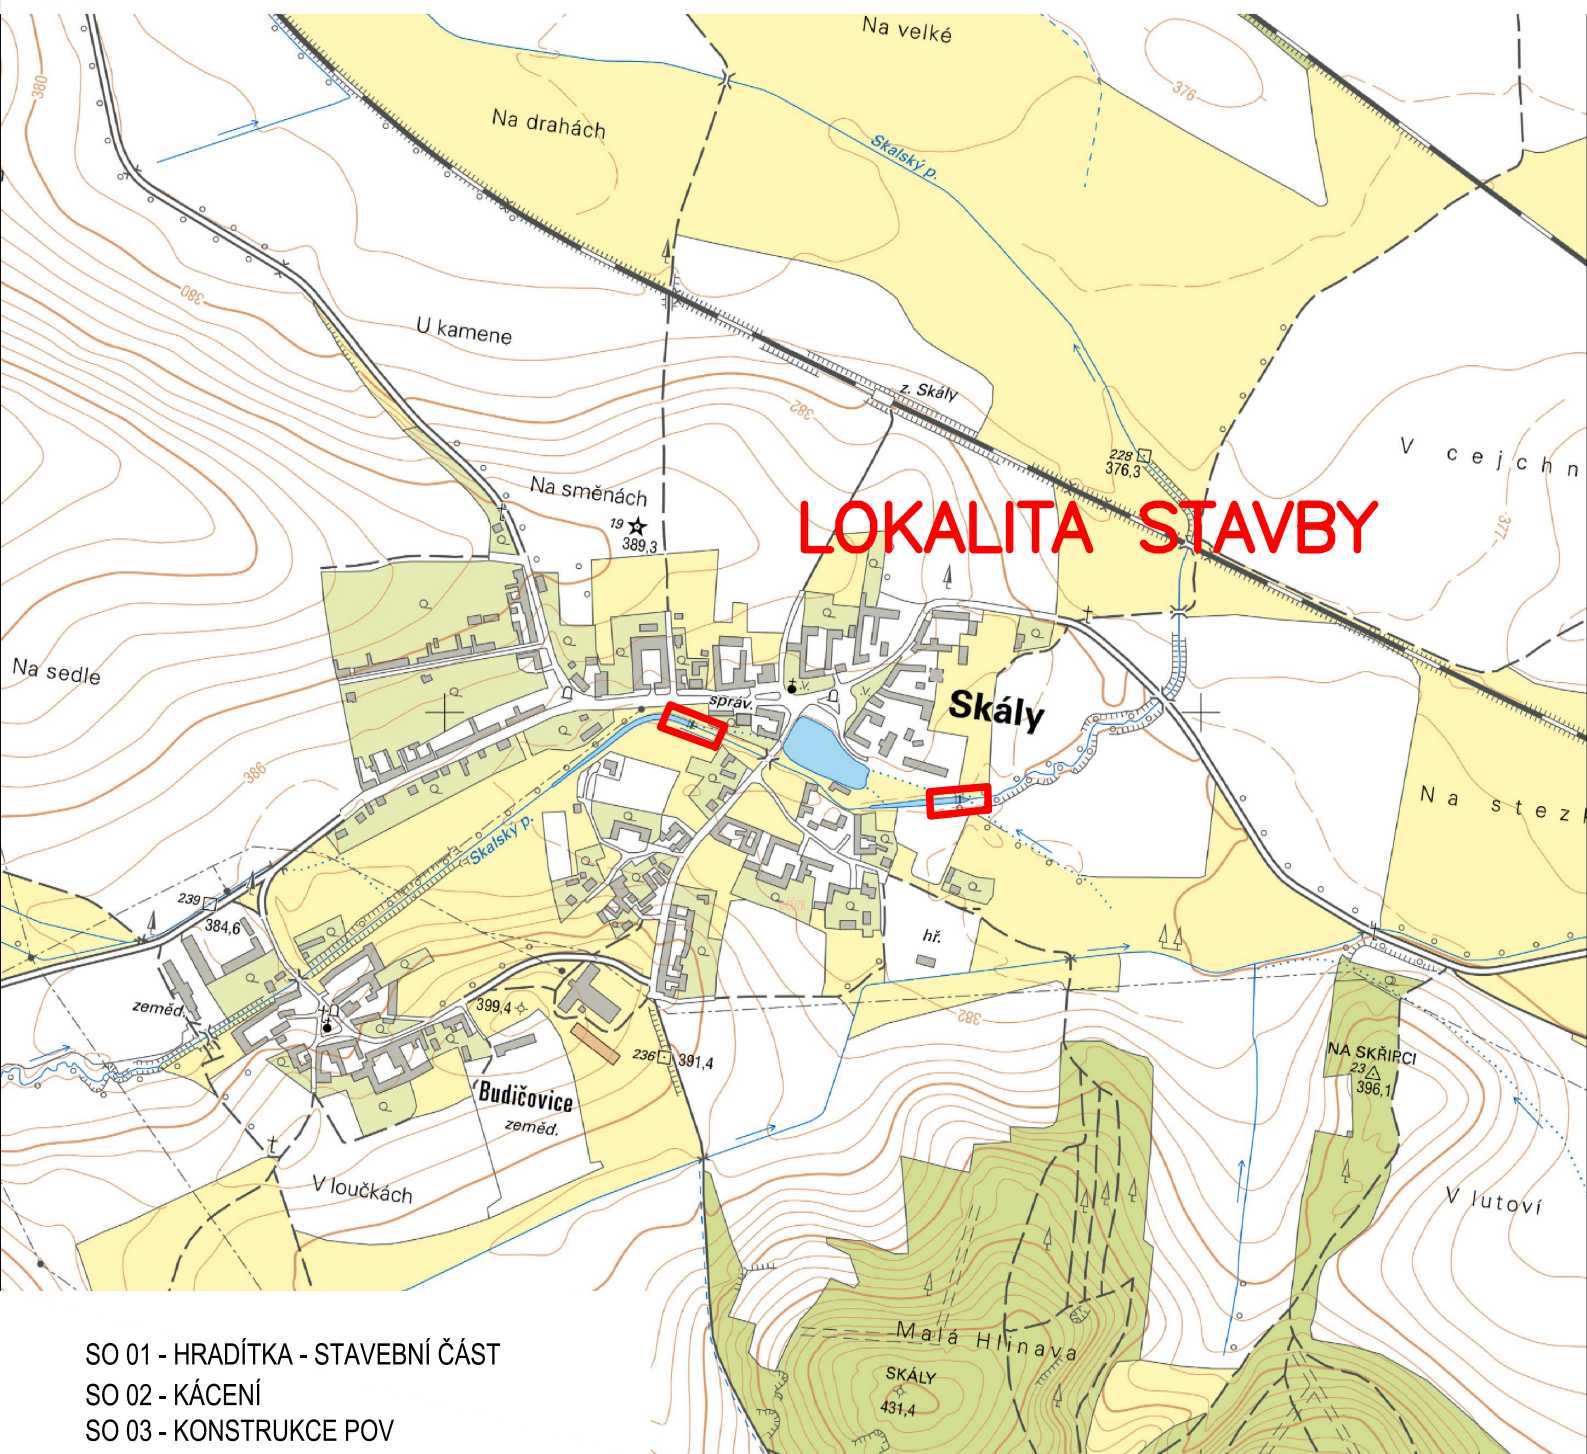 Na velké
380
376
Na drahách
Skalský p.
380
U kamene
z. Skály
382
228
376,3
V cejchn
Na směnách
19
389,3
LOKALITA STAVBY
377
Na sedle
správ.
Skály
386
Na stezk
Skalský p.
239
384,6
hř.
zeměd.
399,4
382
236
391,4
NA SKŘIPCI
23
396,1
Budičovice
zeměd.
V loučkách
V lutoví
Malá Hlinava
SKÁLY
431,4
SO 01 - HRADÍTKA - STAVEBNÍ ČÁST
SO 02 - KÁCENÍ
SO 03 - KONSTRUKCE POV